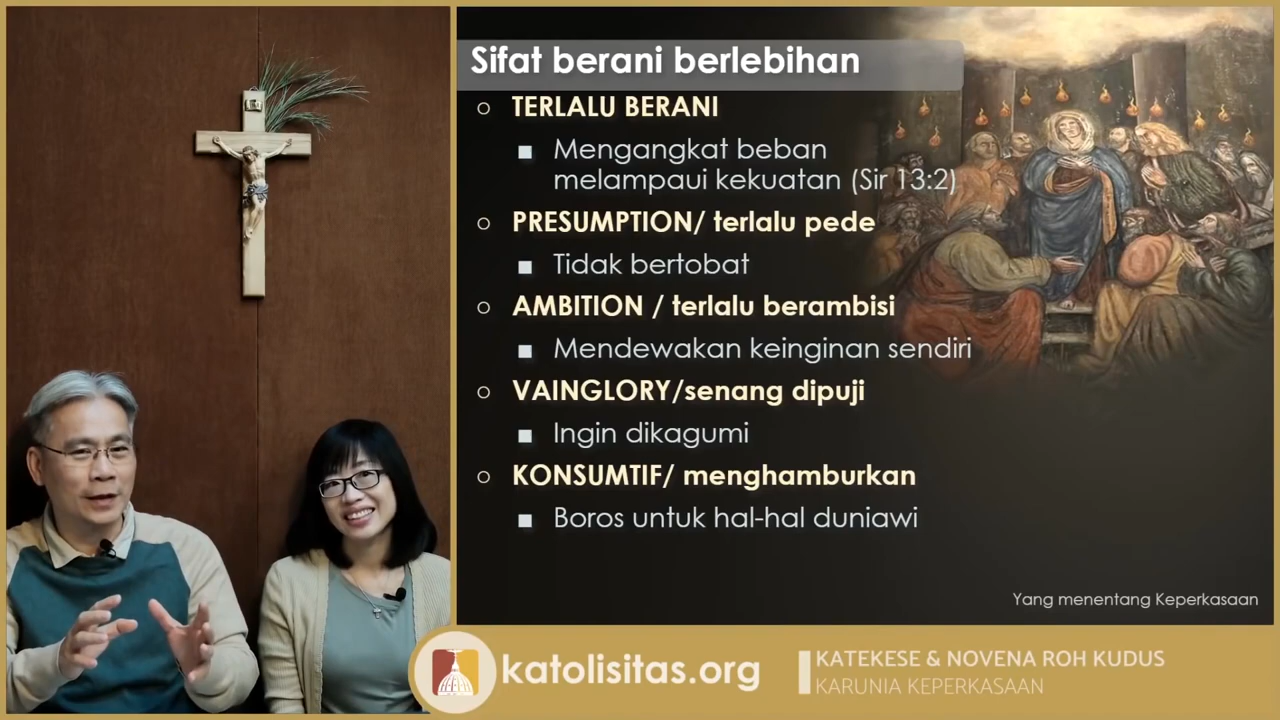 Sifat berani berlebihan
TERLALU BERANI
Mengangkat beban
melampaui kekuatan (Sir 13:2)
PRESUMPTION/ terlalu pede
Tidak bertobat
AMBITION / terlalu berambisi
Mendewakan keinginan sendiri
VAINGLORY/senang dipuji
Ingin dikagumi
KONSUMTIF/ menghamburkan
Boros untuk hal-hal duniawi
Yang menentang Keperkasaan
katolisitas.org
KATEKESE & NOVENA ROH KUDUS
KARUNIA KEPERKASAAN